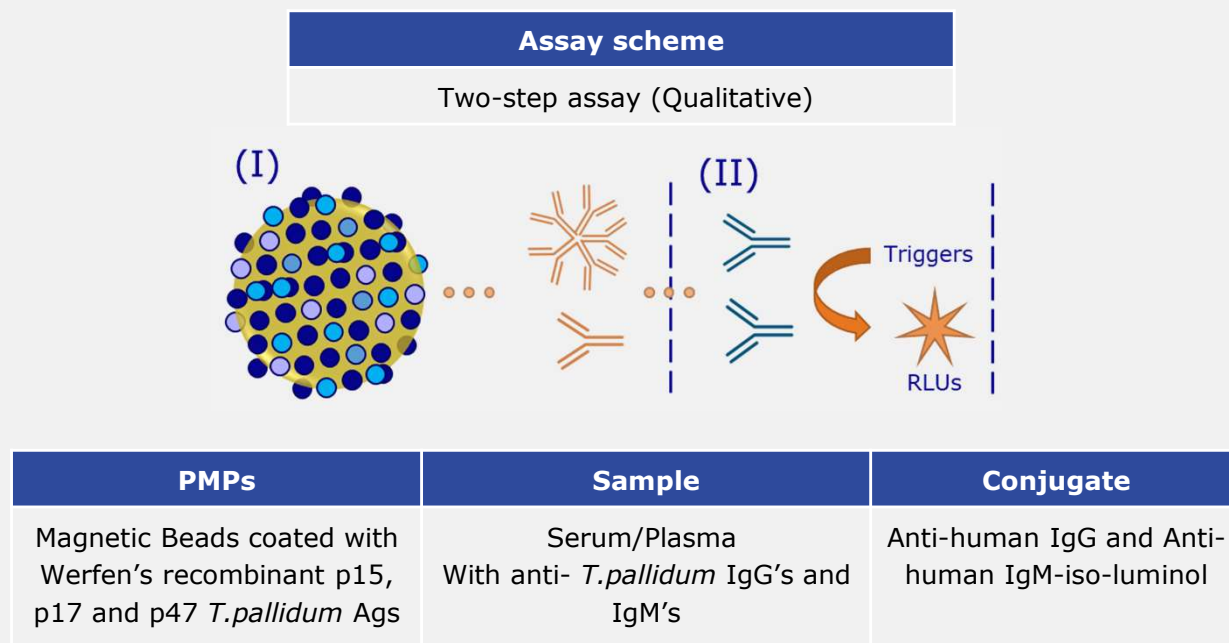 Assay scheme
Two-step assay (Qualitative)
(I)
(II)
Triggers
RLUs
PMPs
Sample
Conjugate
Magnetic Beads coated with
Werfen's recombinant p15,
p17 and p47 T.pallidum Ags
Serum/Plasma
With anti- T.pallidum IgG's and
IgM's
Anti-human IgG and Anti-
human IgM-iso-luminol